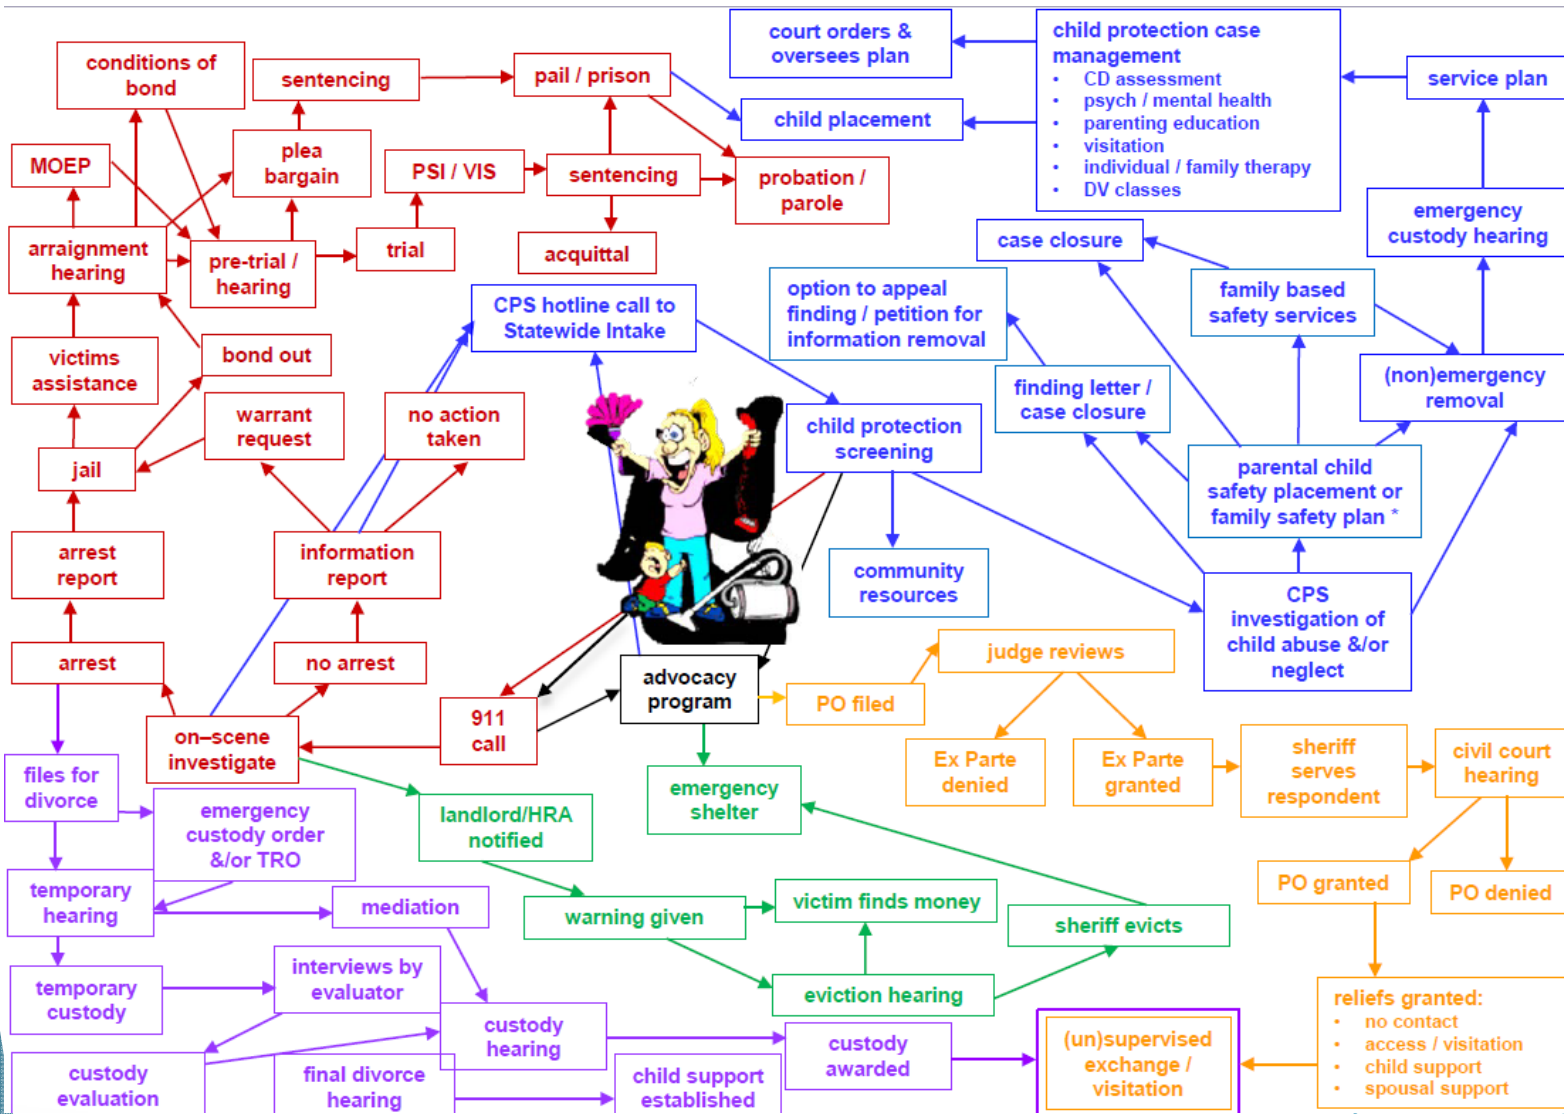 conditions of
bond
sentencing
pail / prison
court orders &
oversees plan
child protection case
management
• CD assessment
• psych / mental health
• parenting education
• visitation
• individual / family therapy
• DV classes
service plan
child placement
MOEP
plea
bargain
PSI / VIS
sentencing
probation /
parole
emergency
custody hearing
arraignment
hearing
pre-trial /
hearing
trial
acquittal
case closure
CPS hotline call to
Statewide Intake
option to appeal
finding / petition for
information removal
family based
safety services
victims
assistance
bond out
(non)emergency
removal
finding letter /
case closure
warrant
request
no action
taken
child protection
screening
jail
parental child
safety placement or
family safety plan *
arrest
report
information
report
community
resources
CPS
investigation of
child abuse &/or
neglect
arrest
no arrest
advocacy
program
judge reviews
PO filed
911
call
on–scene
investigate
files for
divorce
Ex Parte
denied
Ex Parte
granted
sheriff
serves
respondent
civil court
hearing
emergency
custody order
&/or TRO
landlord/HRA
notified
emergency
shelter
temporary
hearing
mediation
warning given
victim finds money
sheriff evicts
PO granted
PO denied
temporary
custody
interviews by
evaluator
eviction hearing
reliefs granted:
• no contact
• access / visitation
• child support
• spousal support
custody
hearing
custody
awarded
(un)supervised
exchange /
visitation
custody
evaluation
final divorce
hearing
child support
established